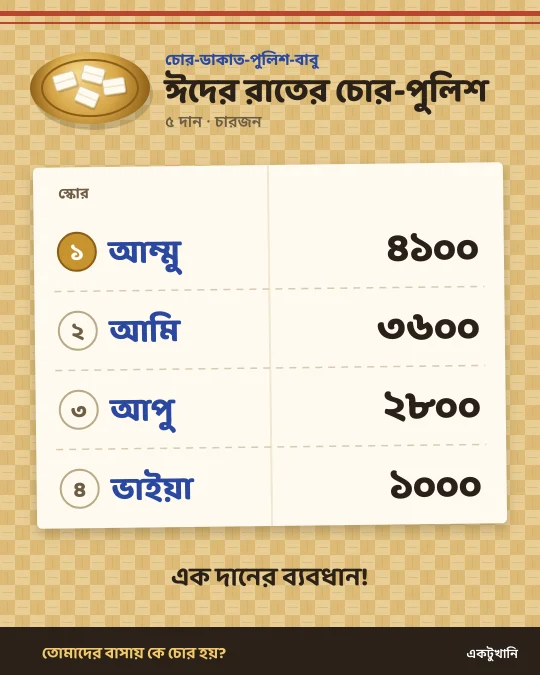 চোর-ডাকাত-পুলিশ-বাবু
ঈদের রাতের চোর-পুলিশ
৫ দান · চারজন
স্কোর
১ আম্মু ৪১০০
২ আমি ৩৬০০
৩ আপু ২৮০০
৪ ভাইয়া ১০০০
এক দানের ব্যবধান!
তোমাদের বাসায় কে চোর হয়? একটুখানি